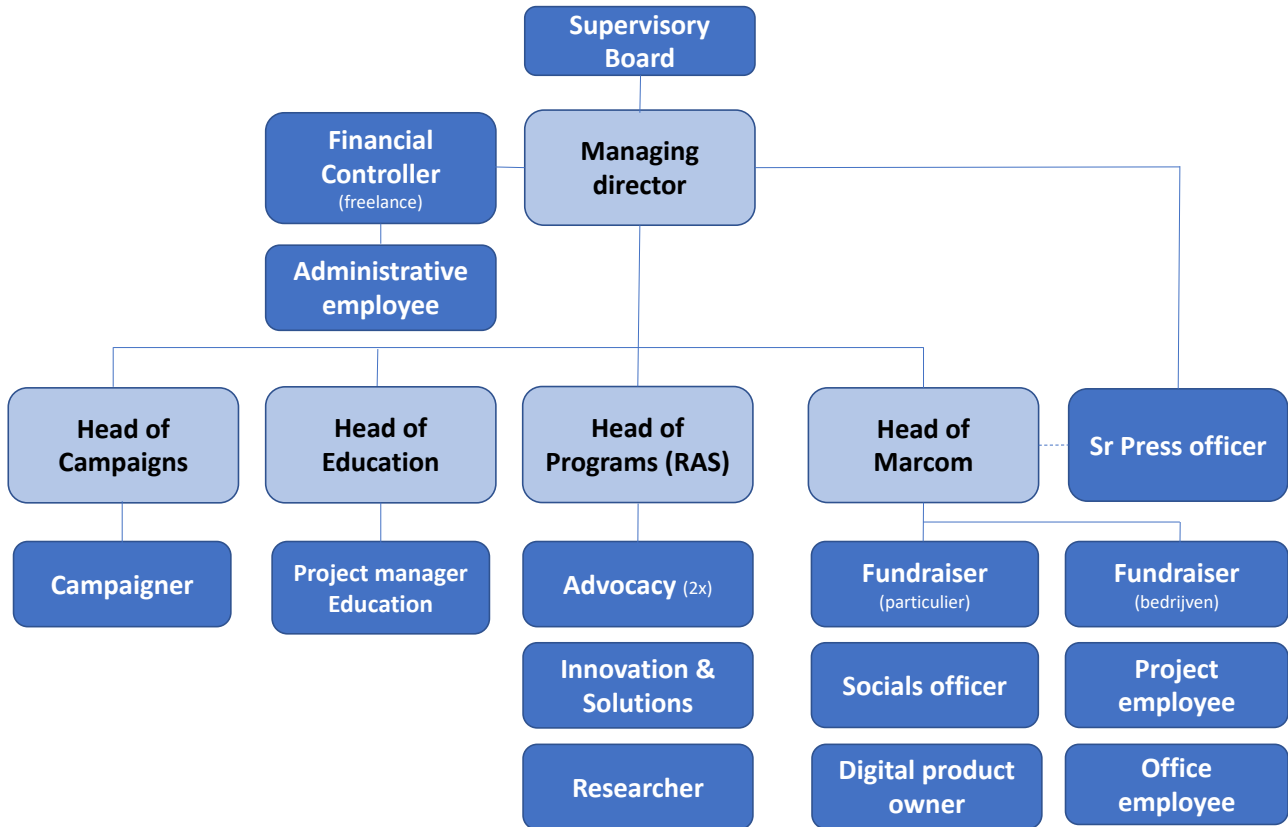 Supervisory
Board
Financial
Controller
(freelance)
Managing
director
Administrative
employee
Head of
Campaigns
Head of
Education
Head of
Programs (RAS)
Head of
Marcom
Sr Press officer
Campaigner
Project manager
Education
Advocacy (2x)
Fundraiser
(particulier)
Fundraiser
(bedrijven)
Innovation &
Solutions
Socials officer
Project
employee
Researcher
Digital product
owner
Office
employee